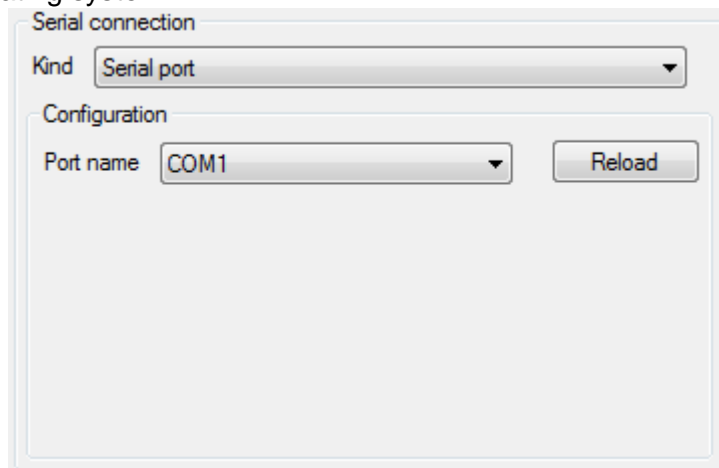 Serial connection
Kind Serial port
Configuration
Port name COM1 Reload